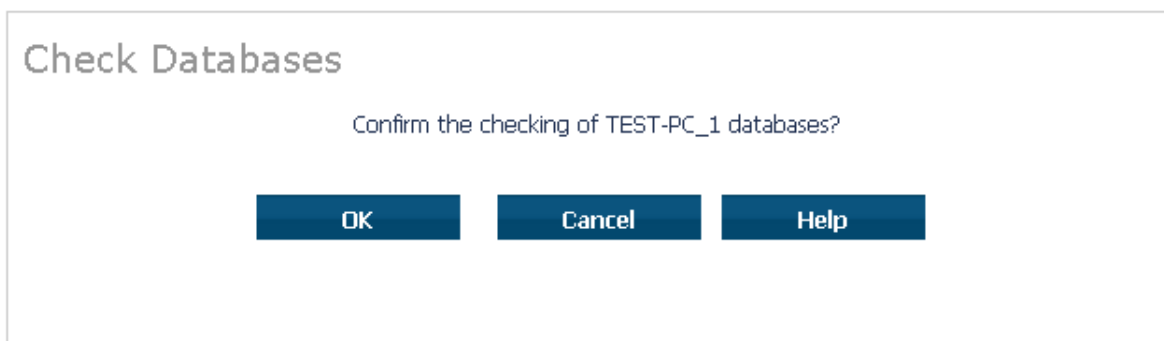 Check Databases
Confirm the checking of TEST-PC_1 databases?
OK Cancel Help